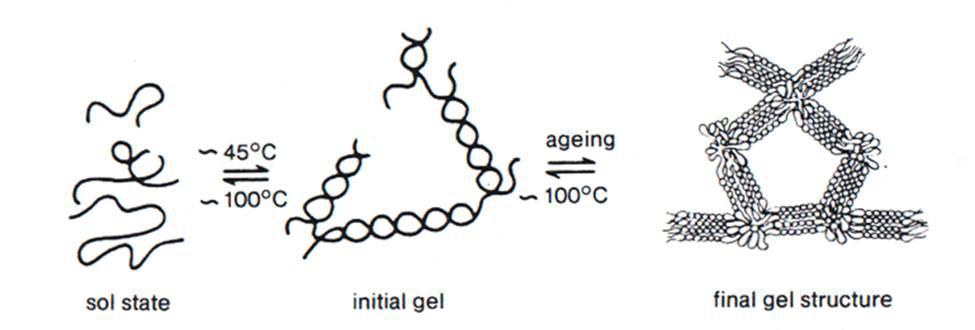 ~ 45°C
~ 100°C
ageing
~ 100°C
sol state
initial gel
final gel structure